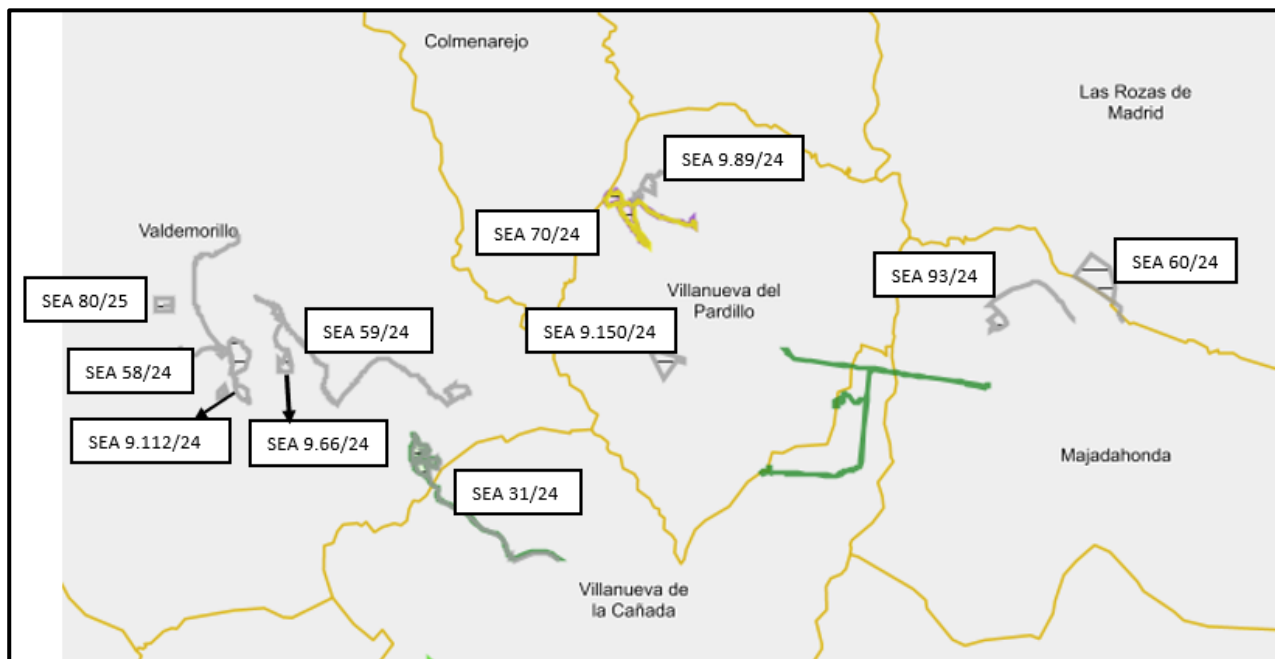 Colmenarejo
Las Rozas de
Madrid
SEA 9.89/24
Valdemorillo
SEA 70/24
SEA 60/24
SEA 93/24
SEA 80/25
Villanueva del
Pardillo
SEA 59/24
SEA 9.150/24
SEA 58/24
SEA 9.112/24
SEA 9.66/24
Majadahonda
SEA 31/24
Villanueva de
la Cañada